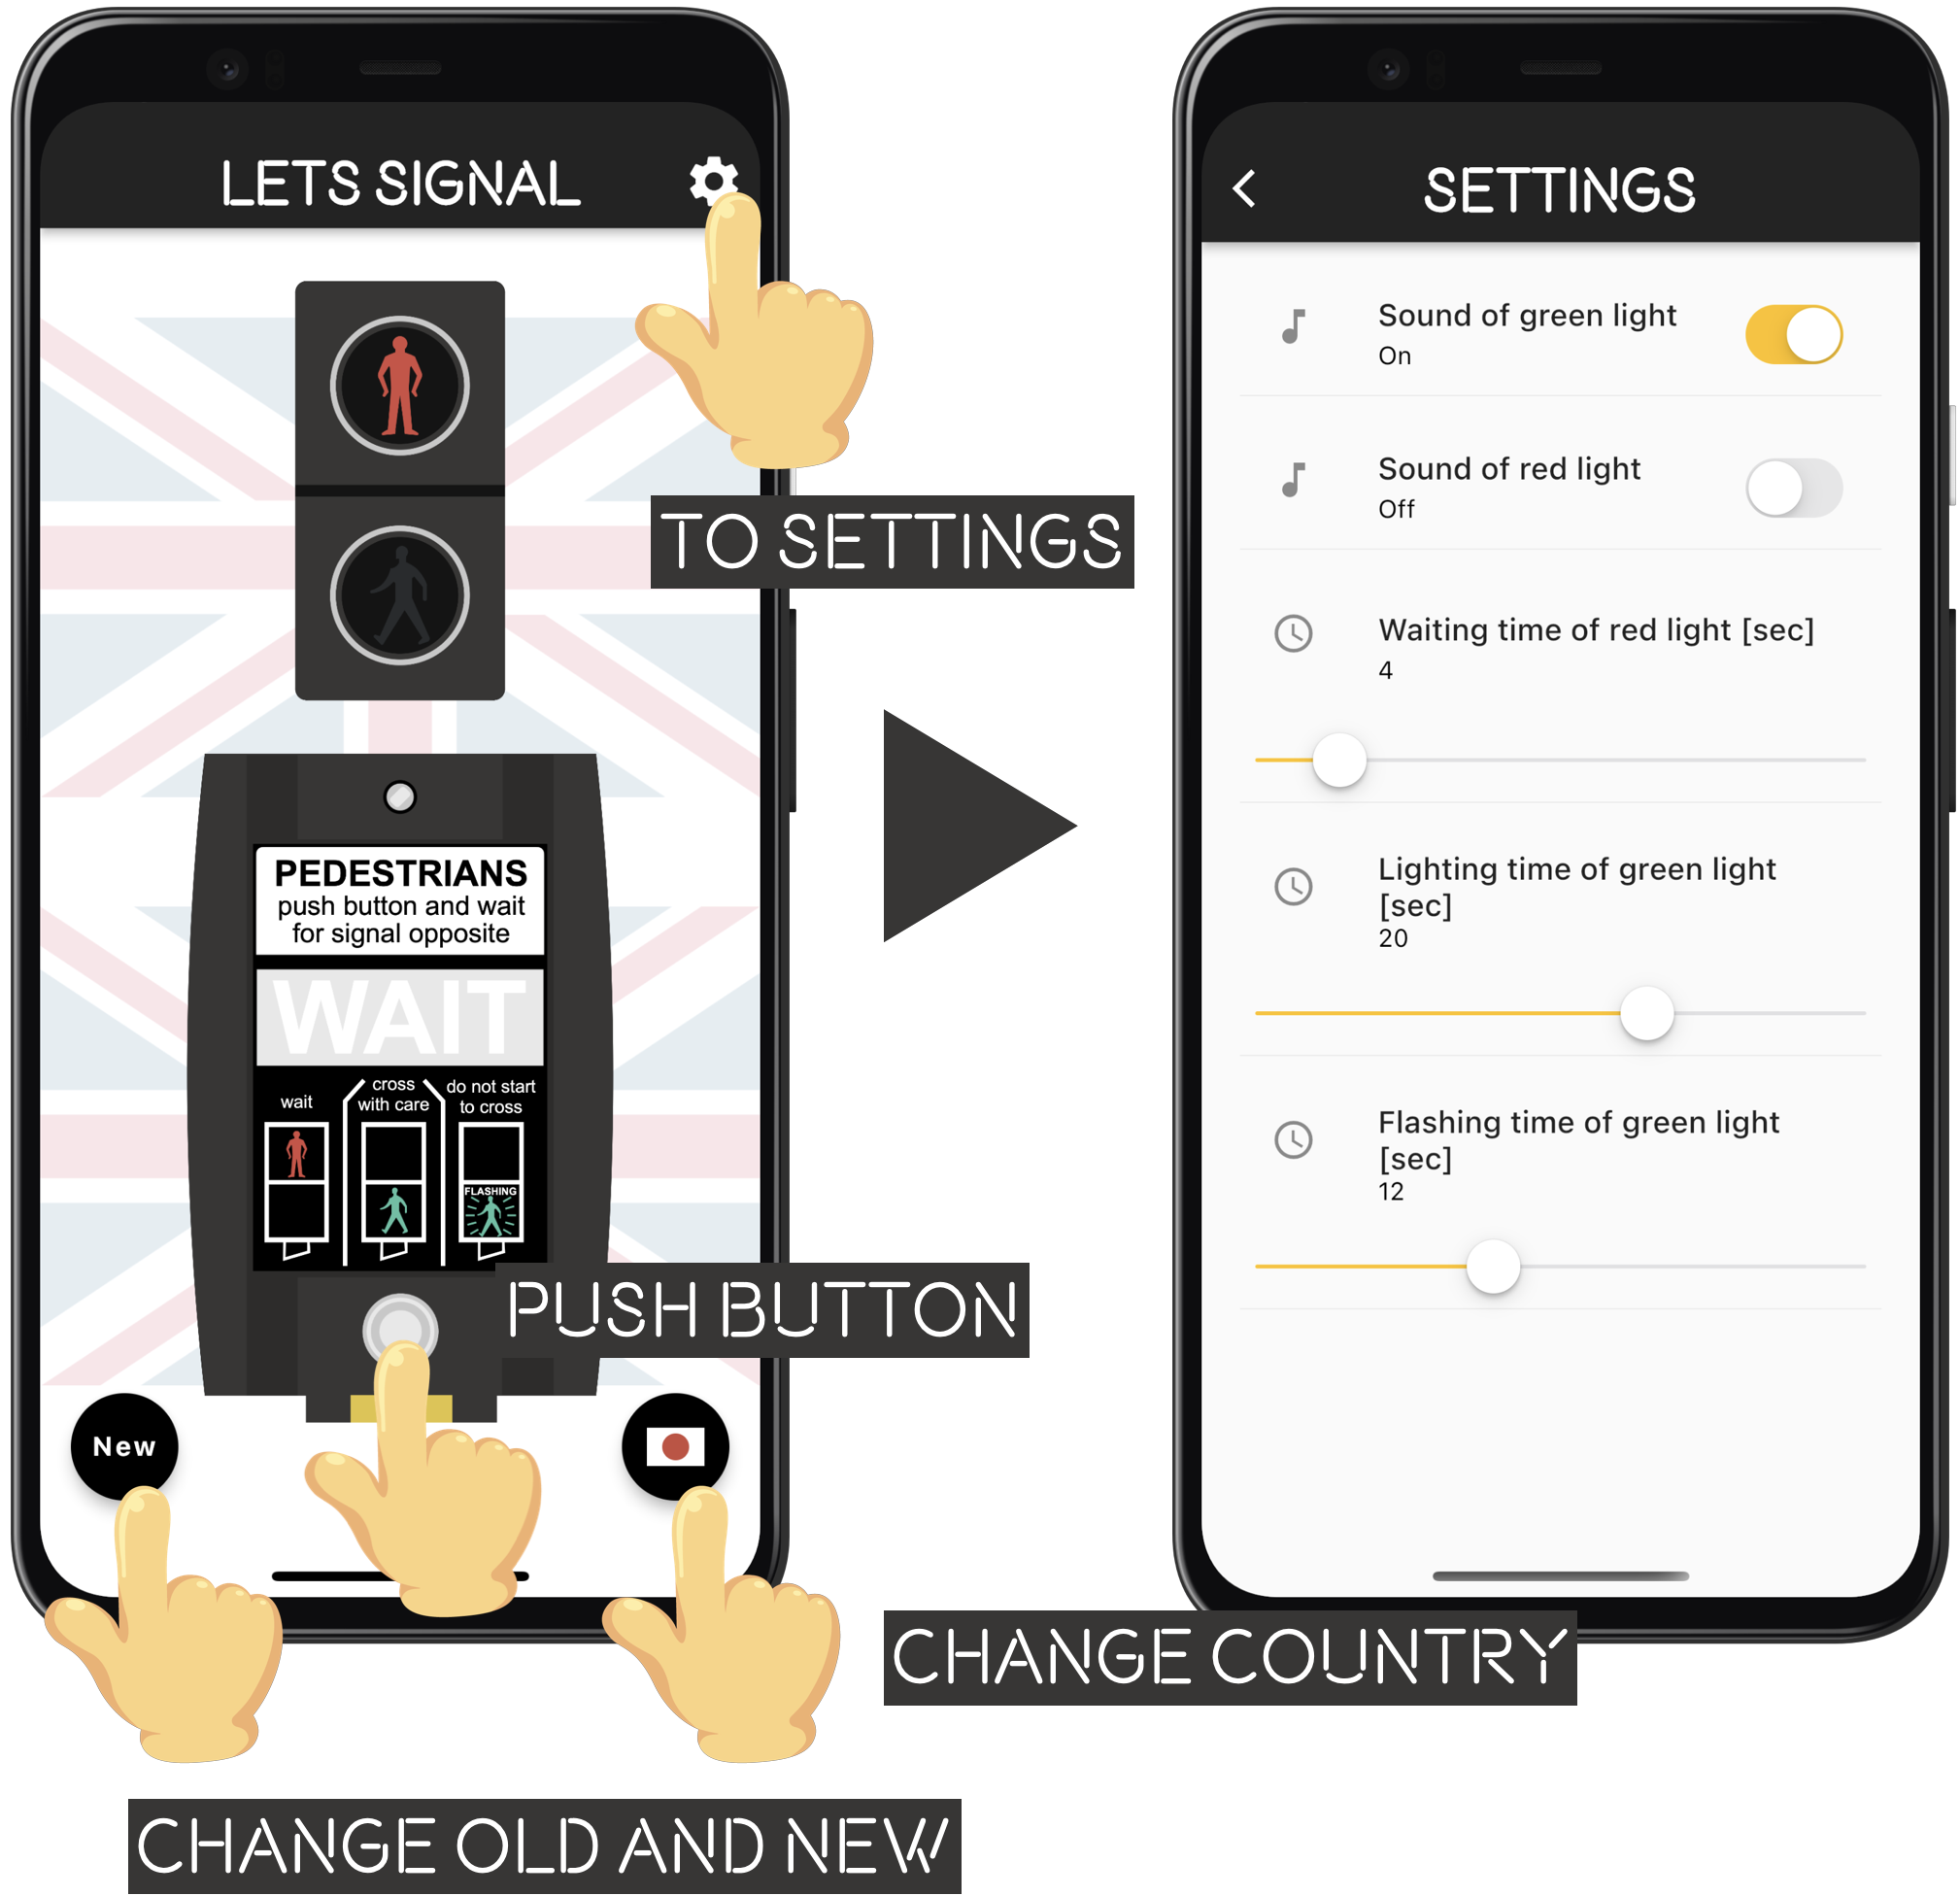 LETS SIGNAL
TO SETTINGS
PEDESTRIANS
push button and wait
for signal opposite
WAIT
wait
cross
with care
do not start
to cross
FLASHING
PUSH BUTTON
New
CHANGE OLD AND NEW
CHANGE COUNTRY
SETTINGS
Sound of green light
On
Sound of red light
Off
Waiting time of red light [sec]
4
Lighting time of green light
[sec]
20
Flashing time of green light
[sec]
12